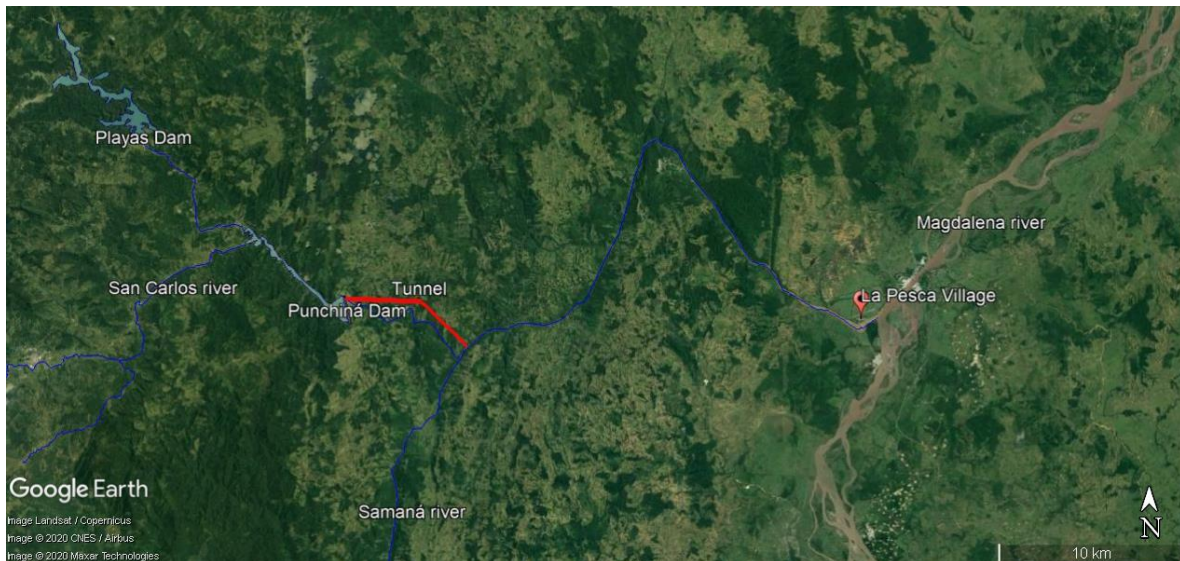 Playas Dam
Magdalena river
San Carlos river
Tunnel
La Pesca Village
Punchiná Dam
Google Earth
Samaná river
Image Landsat / Copernicus
Image © 2020 CNES / Airbus
Image © 2020 Maxar Technologies
N
10 km